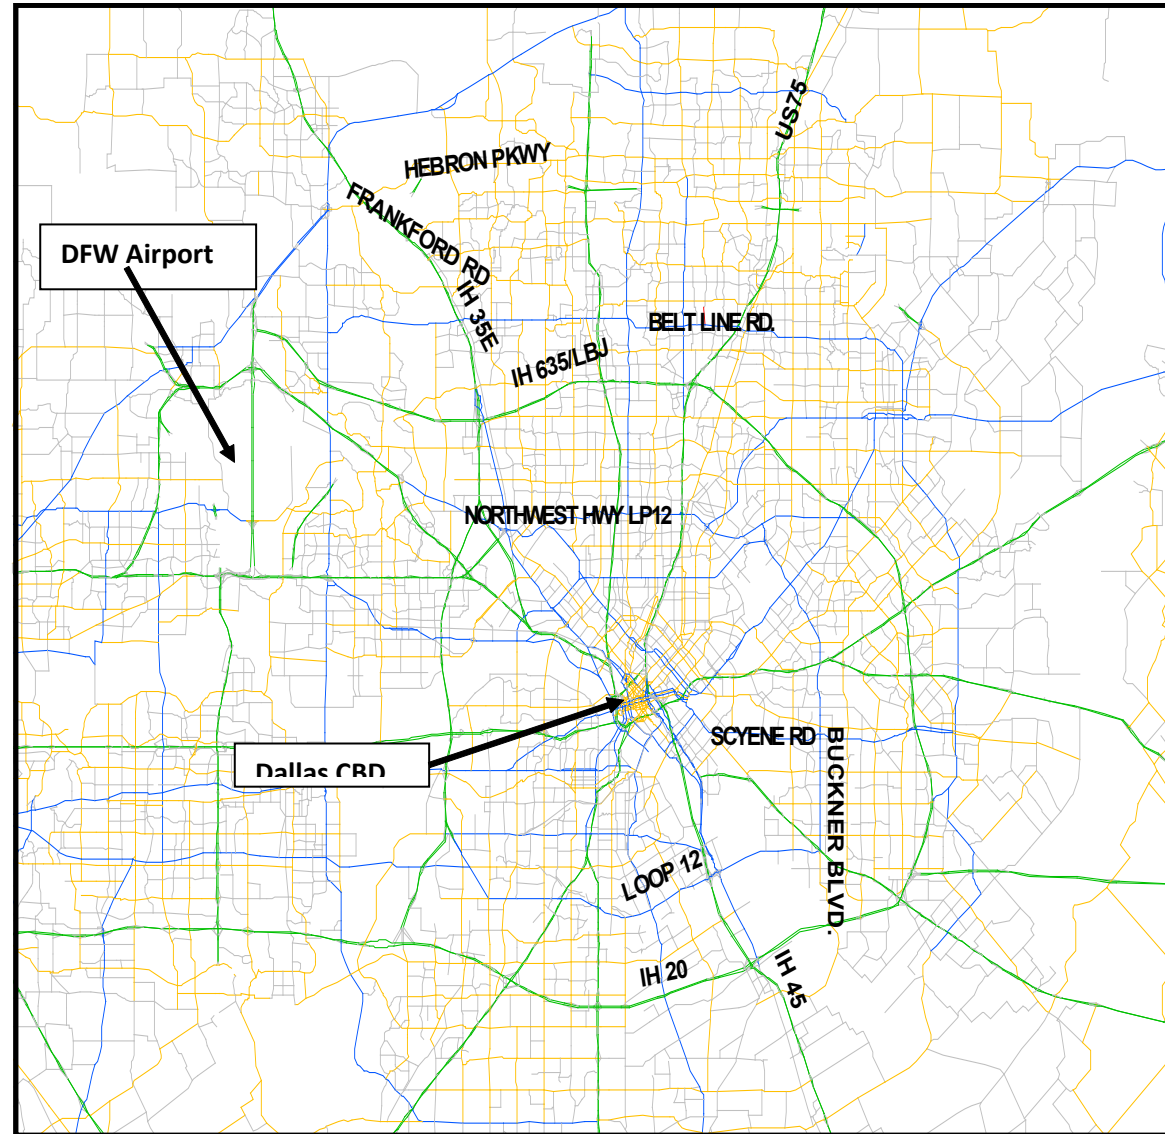 US75
HEBRON PKWY
FRANKFORD RD
DFW Airport
IH 35E
BELT LINE RD.
IH 635/LBJ
NORTHWEST HWY LP12
SCYENE RD
BUCKNER BLVD.
Dallas CBD
LOOP 12
IH 20
IH 45